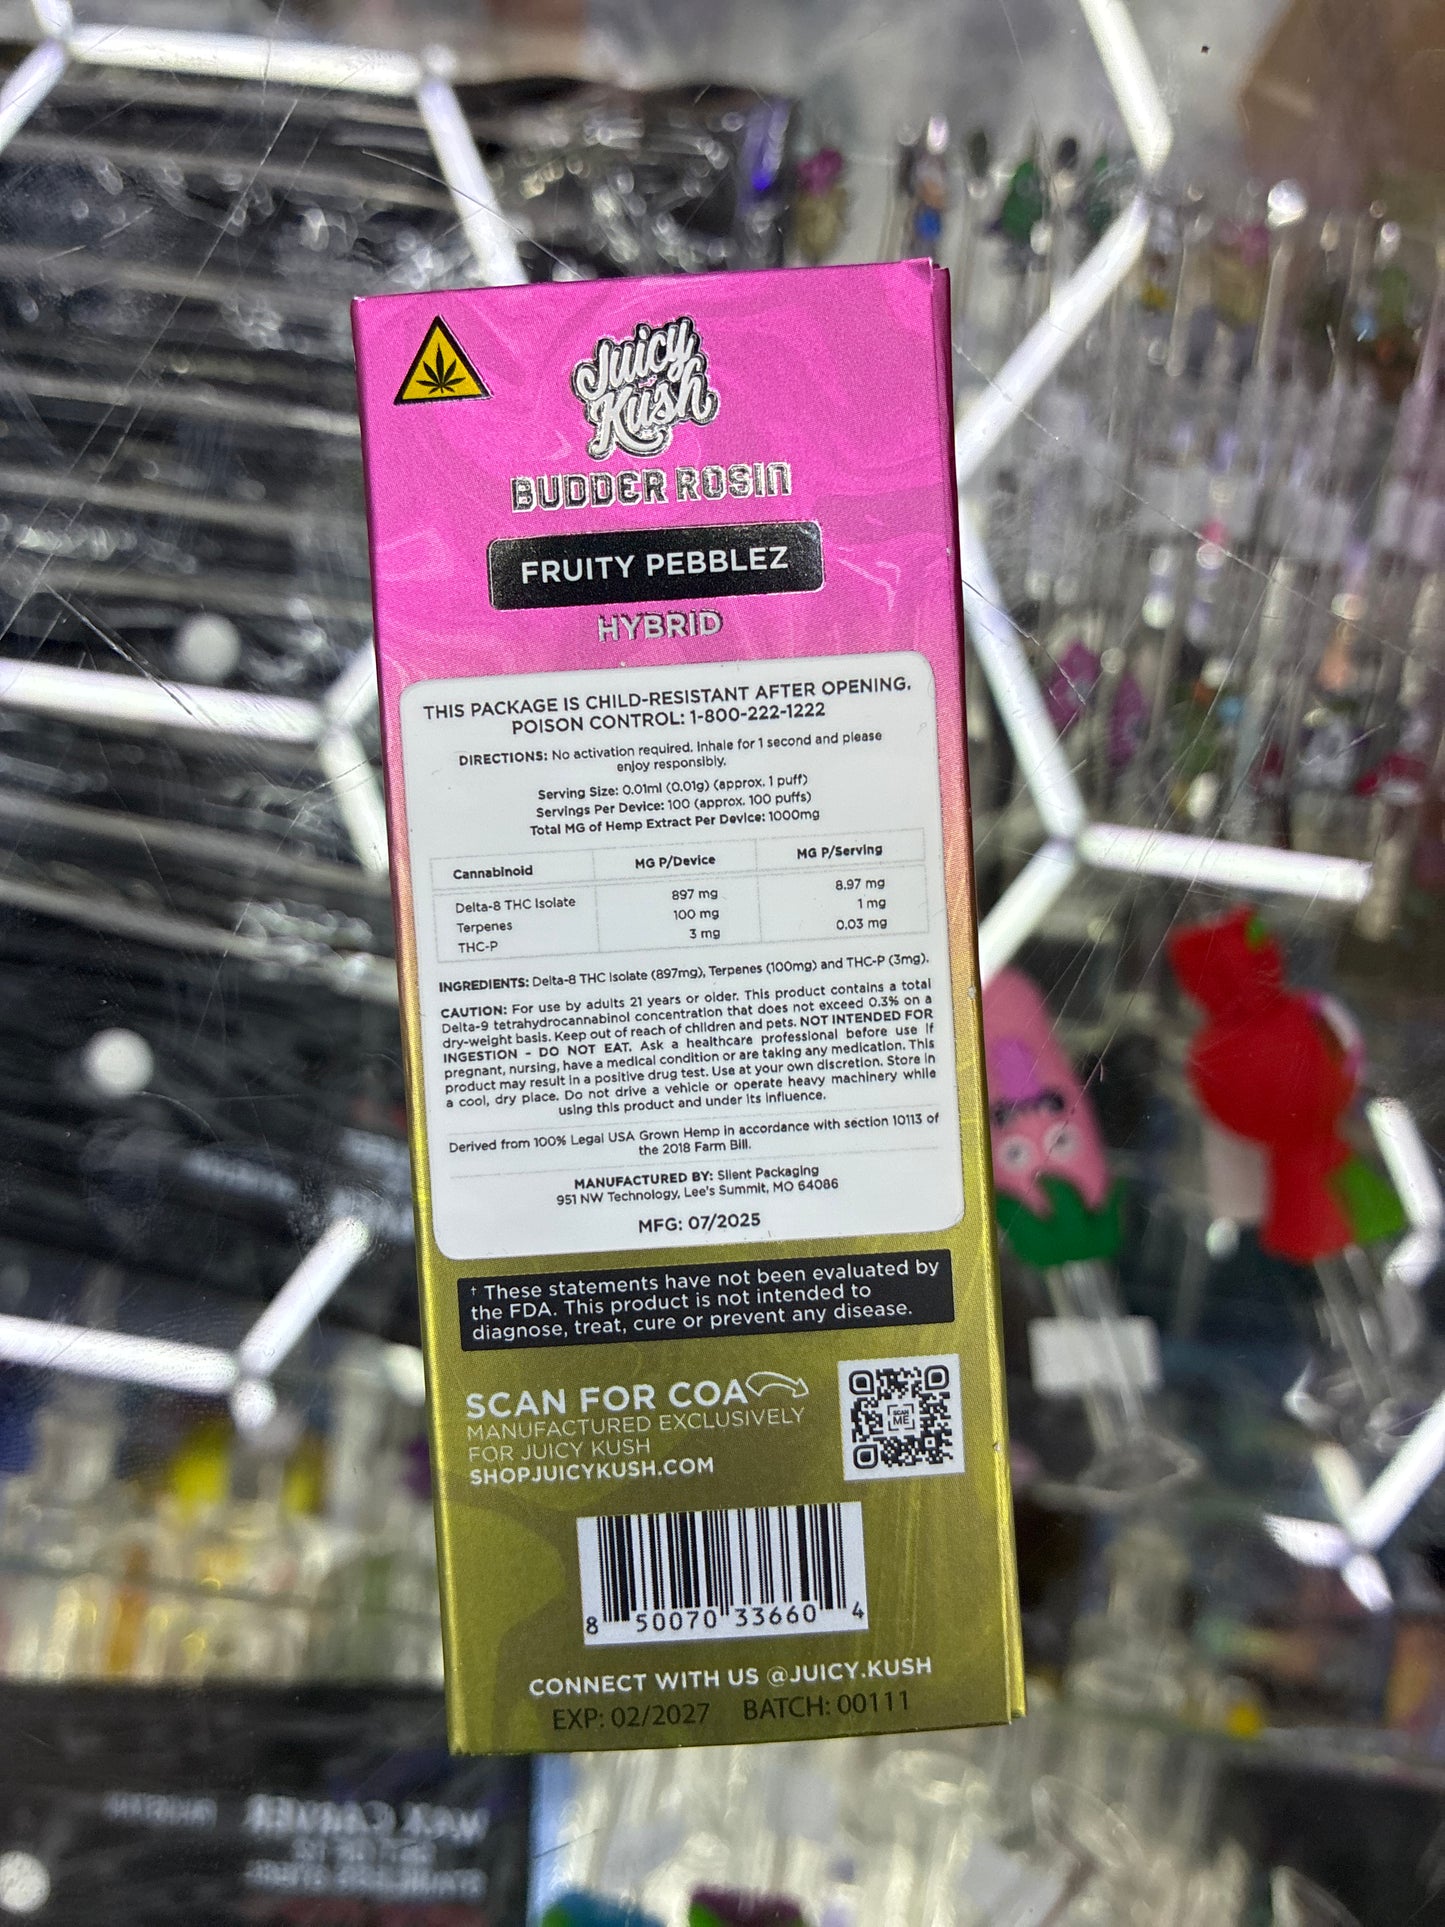 Juicy
Kush
BUDDER ROSIN
FRUITY PEBBLEZ
HYBRID
THIS PACKAGE IS CHILD-RESISTANT AFTER OPENING.
POISON CONTROL: 1-800-222-1222
DIRECTIONS: No activation required. Inhale for 1 second and please
enjoy responsibly.
Serving Size: 0.01ml (0.01g) (approx. 1 puff)
Servings Per Device: 100 (approx. 100 puffs)
Total MG of Hemp Extract Per Device: 1000mg
Cannabinoid MG P/Device MG P/Serving
Delta-8 THC Isolate 897 mg 8.97 mg
Terpenes 100 mg 1 mg
THC-P 3 mg 0.03 mg
INGREDIENTS: Delta-8 THC Isolate (897mg), Terpenes (100mg) and THC-P (3mg).
CAUTION: For use by adults 21 years or older. This product contains a total
Delta-9 tetrahydrocannabinol concentration that does not exceed 0.3% on a
dry-weight basis. Keep out of reach of children and pets. NOT INTENDED FOR
INGESTION - DO NOT EAT. Ask a healthcare professional before use if
pregnant, nursing, have a medical condition or are taking any medication. This
product may result in a positive drug test. Use at your own discretion. Store in
a cool, dry place. Do not drive a vehicle or operate heavy machinery while
using this product and under its influence.
Derived from 100% Legal USA Grown Hemp in accordance with section 10113 of
the 2018 Farm Bill.
MANUFACTURED BY: Silent Packaging
951 NW Technology, Lee's Summit, MO 64086
MFG: 07/2025
† These statements have not been evaluated by
the FDA. This product is not intended to
diagnose, treat, cure or prevent any disease.
SCAN FOR COA
MANUFACTURED EXCLUSIVELY
FOR JUICY KUSH
SHOPJUICYKUSH.COM
SCAN
ME
8 50070 33660 4
CONNECT WITH US @JUICY.KUSH
EXP: 02/2027 BATCH: 00111